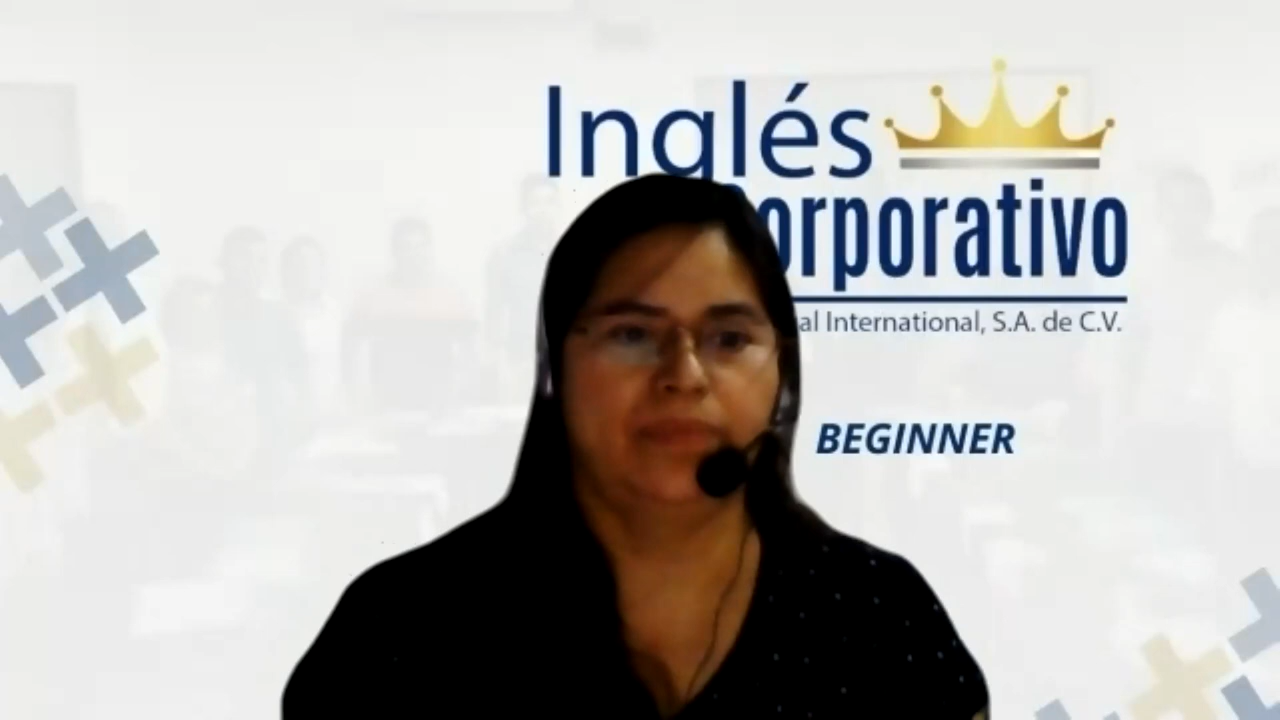 Inglés
orporativo
al International, S.A. de C.V.
BEGINNER